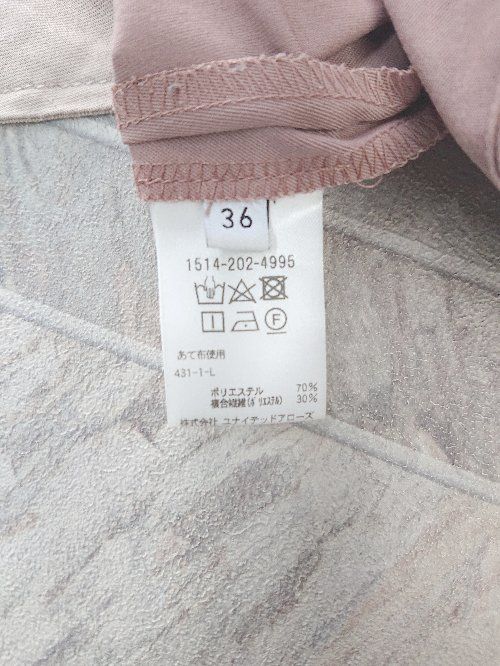 36
1514-202-4995
F
あて布使用
431-1-L
ポリエステル 70%
複合繊維(ポリエステル) 30%
株式会社 ユナイテッドアローズ